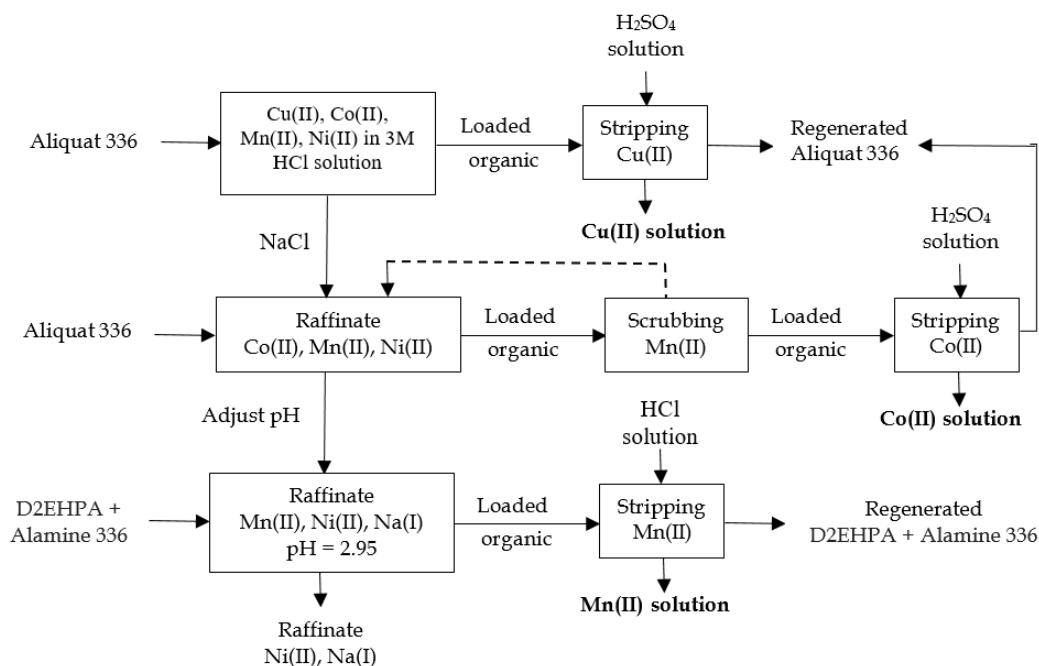 H₂SO₄
solution
Aliquat 336
Cu(II), Co(II),
Mn(II), Ni(II) in 3M
HCl solution
Loaded
organic
Stripping
Cu(II)
Regenerated
Aliquat 336
Cu(II) solution
NaCl
H₂SO₄
solution
Aliquat 336
Raffinate
Co(II), Mn(II), Ni(II)
Loaded
organic
Scrubbing
Mn(II)
Loaded
organic
Stripping
Co(II)
Co(II) solution
Adjust pH
HCl
solution
D2EHPA +
Alamine 336
Raffinate
Mn(II), Ni(II), Na(I)
pH = 2.95
Loaded
organic
Stripping
Mn(II)
Regenerated
D2EHPA + Alamine 336
Mn(II) solution
Raffinate
Ni(II), Na(I)